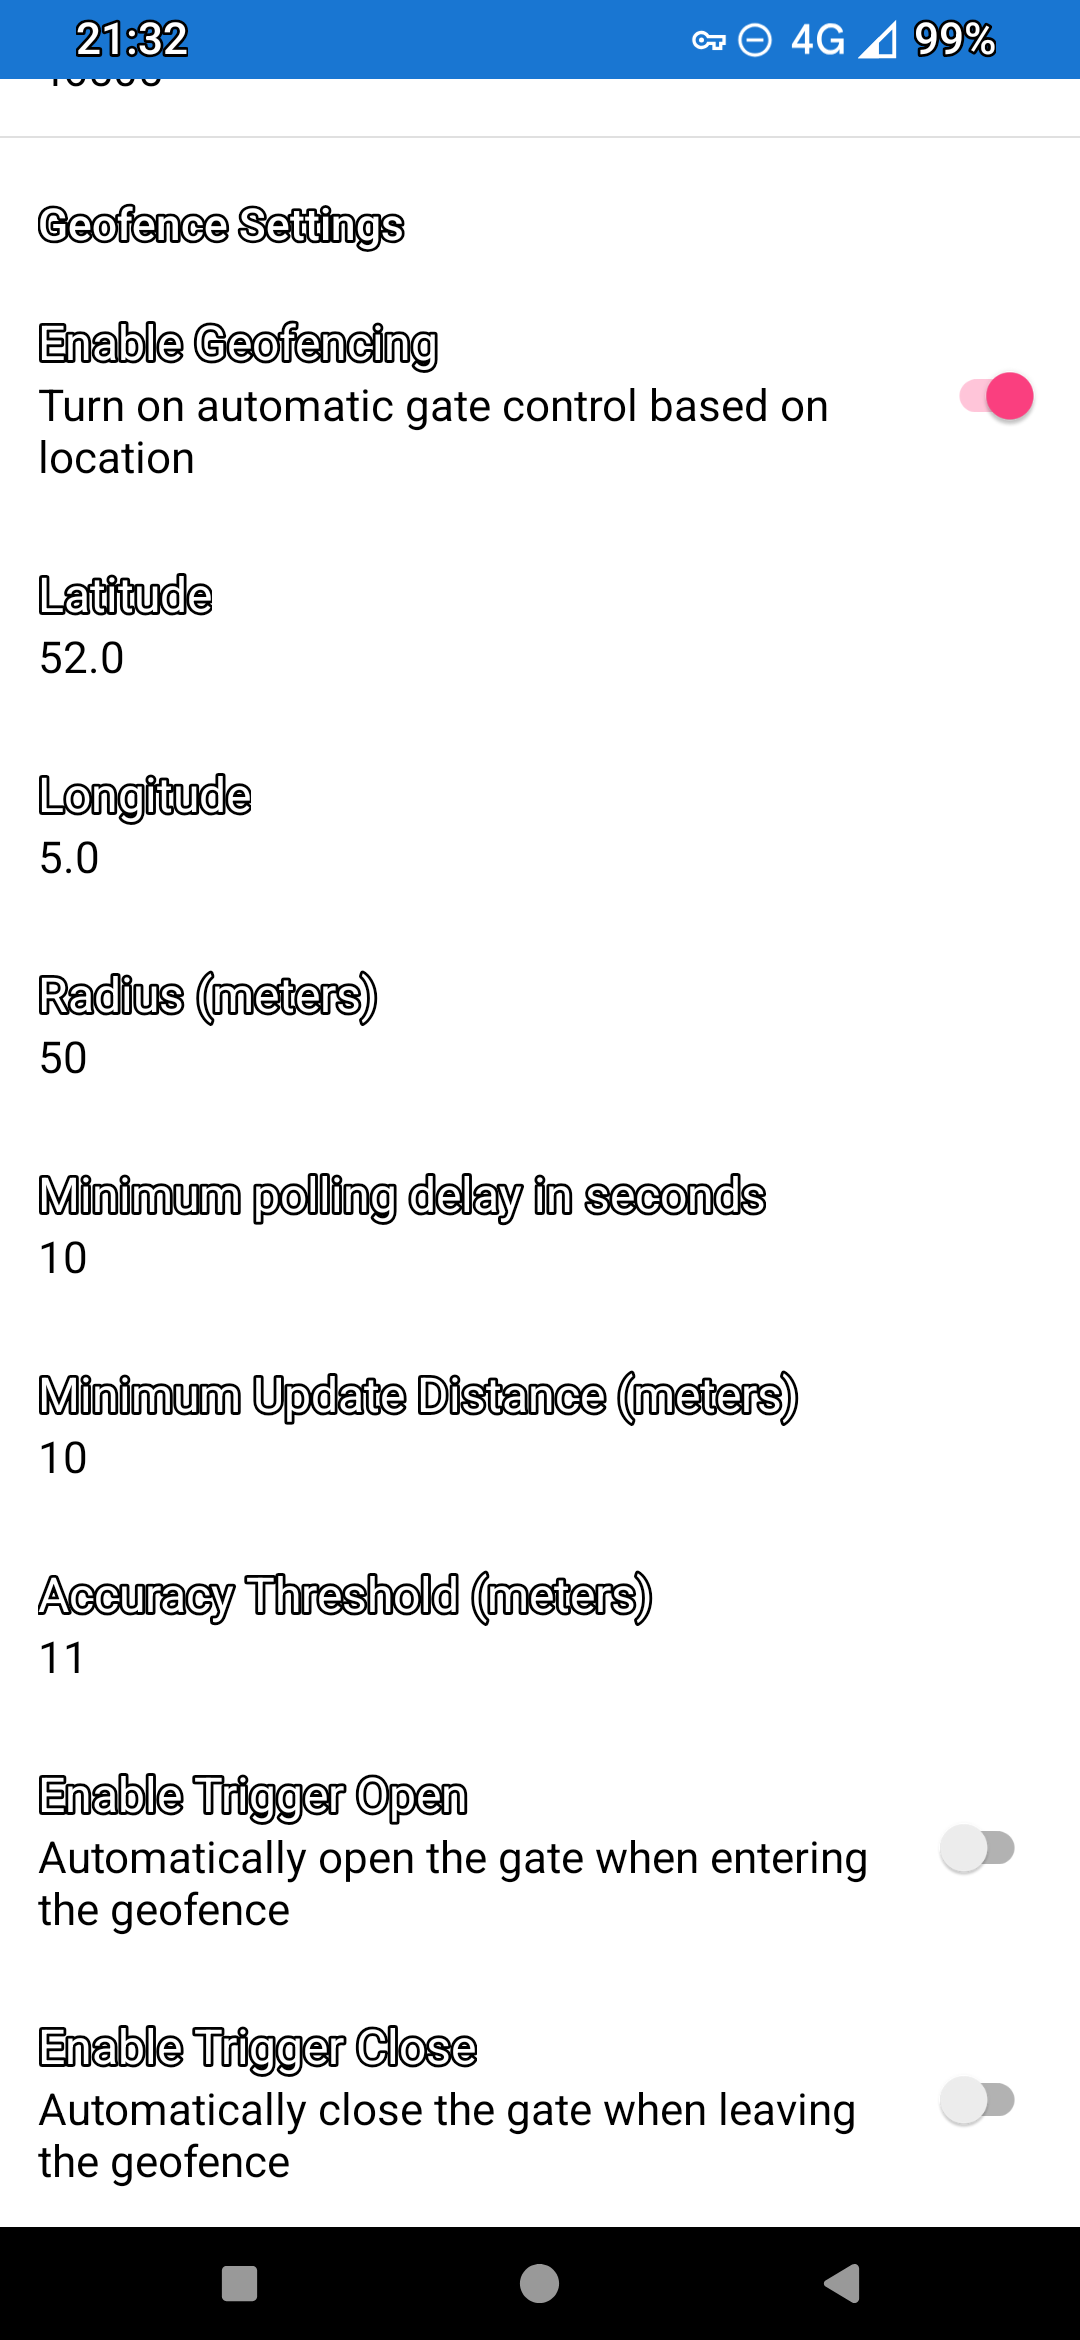 21:32 4G 99%
Geofence Settings
Enable Geofencing
Turn on automatic gate control based on
location
Latitude
52.0
Longitude
5.0
Radius (meters)
50
Minimum polling delay in seconds
10
Minimum Update Distance (meters)
10
Accuracy Threshold (meters)
11
Enable Trigger Open
Automatically open the gate when entering
the geofence
Enable Trigger Close
Automatically close the gate when leaving
the geofence